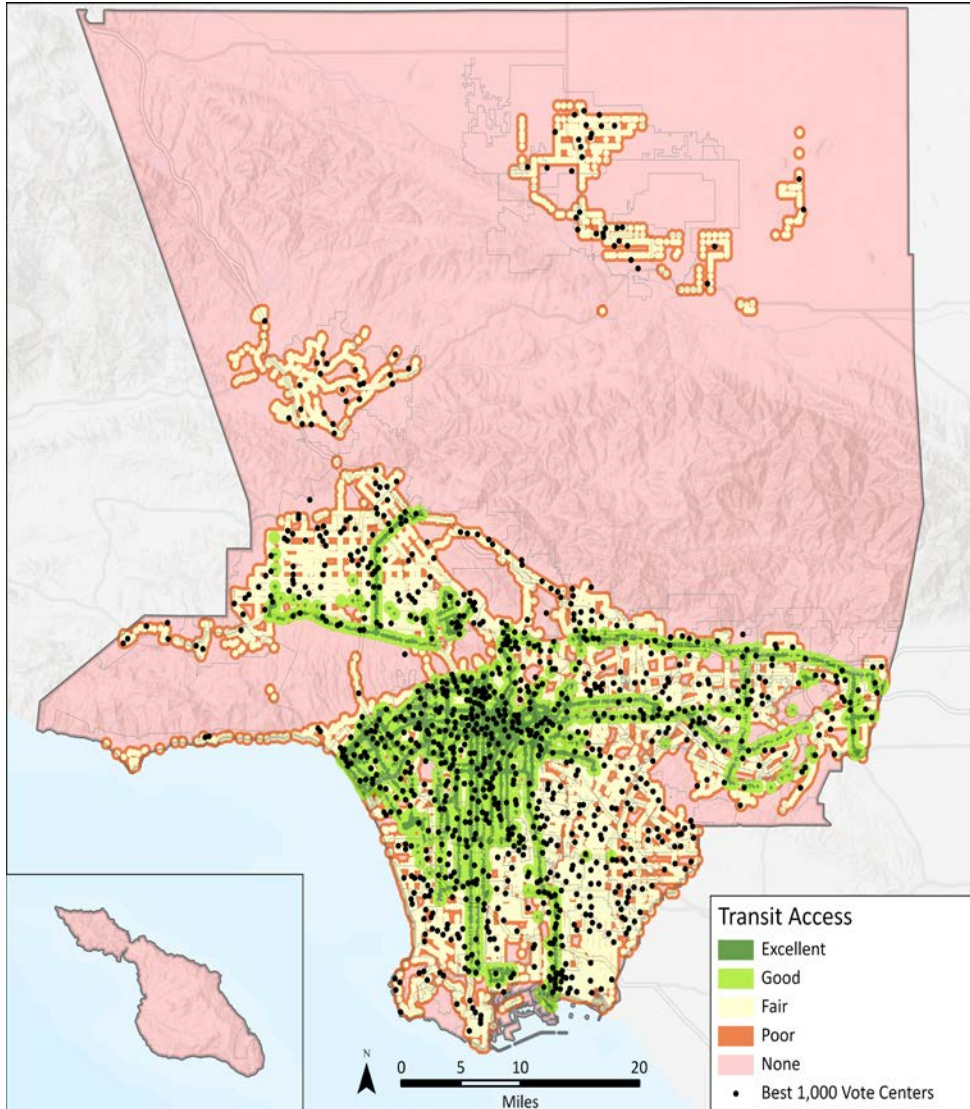 Transit Access
Excellent
Good
Fair
Poor
None
Best 1,000 Vote Centers
N
0 5 10 20
Miles